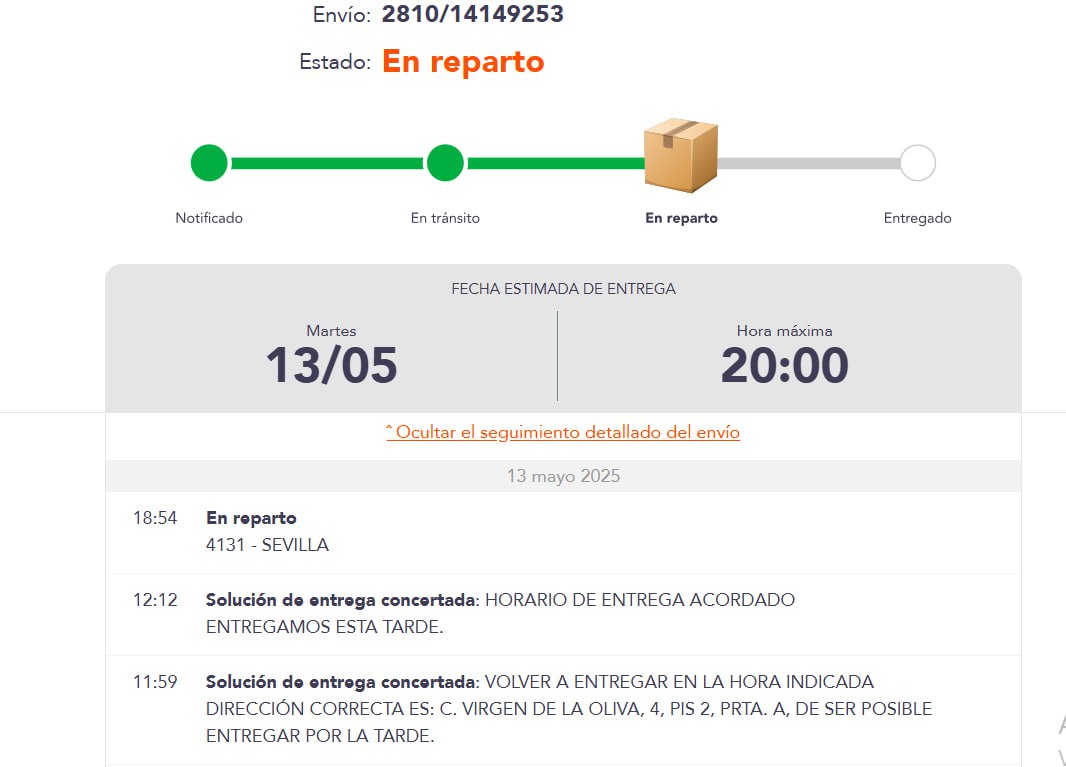 Envío: 2810/14149253
Estado: En reparto
Notificado
En tránsito
En reparto
Entregado
FECHA ESTIMADA DE ENTREGA
Martes
13/05
Hora máxima
20:00
ˆ Ocultar el seguimiento detallado del envío
13 mayo 2025
18:54 En reparto
4131 - SEVILLA
12:12 Solución de entrega concertada: HORARIO DE ENTREGA ACORDADO
ENTREGAMOS ESTA TARDE.
11:59 Solución de entrega concertada: VOLVER A ENTREGAR EN LA HORA INDICADA
DIRECCIÓN CORRECTA ES: C. VIRGEN DE LA OLIVA, 4, PIS 2, PRTA. A, DE SER POSIBLE
ENTREGAR POR LA TARDE.